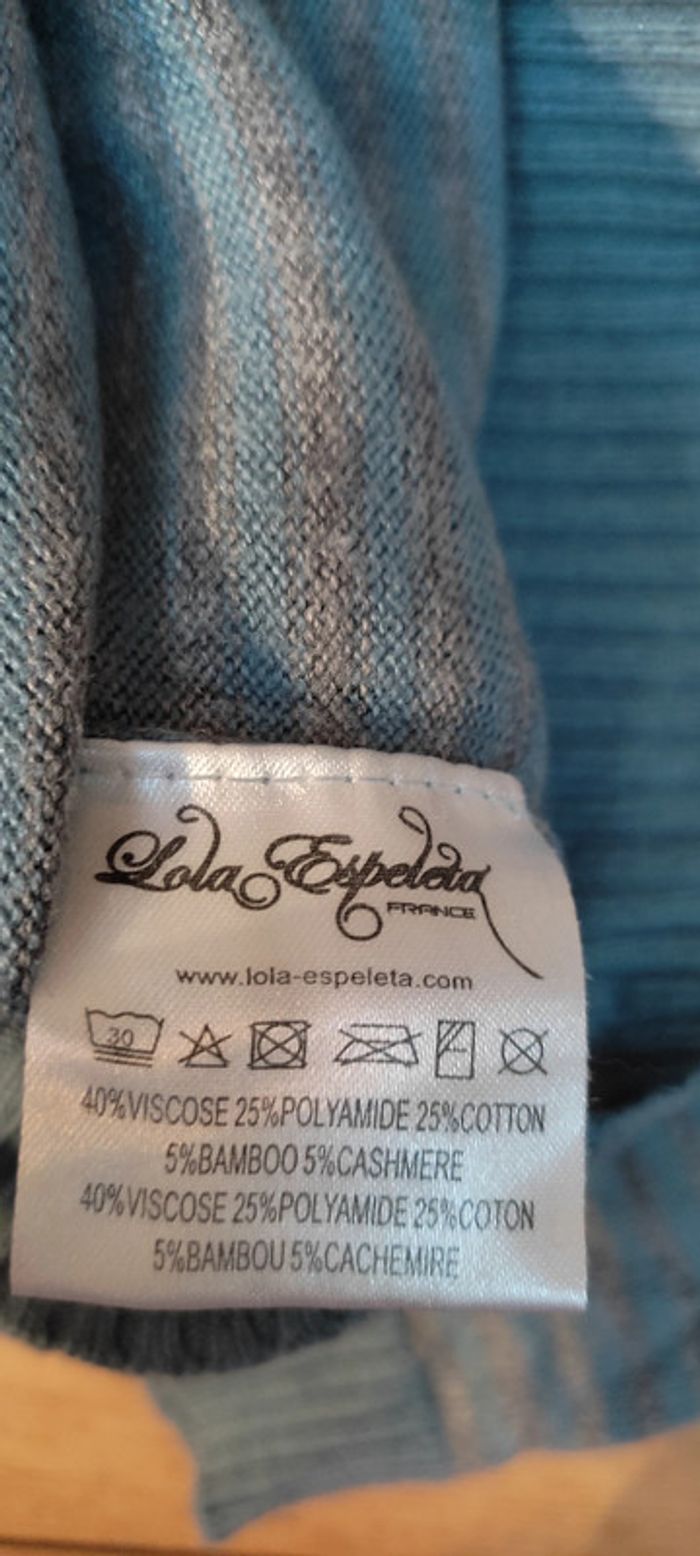 Lola Espeleta
FRANCE
www.lola-espeleta.com
30
40%VISCOSE 25%POLYAMIDE 25%COTTON
5%BAMBOO 5%CASHMERE
40%VISCOSE 25%POLYAMIDE 25%COTON
5%BAMBOU 5%CACHEMIRE